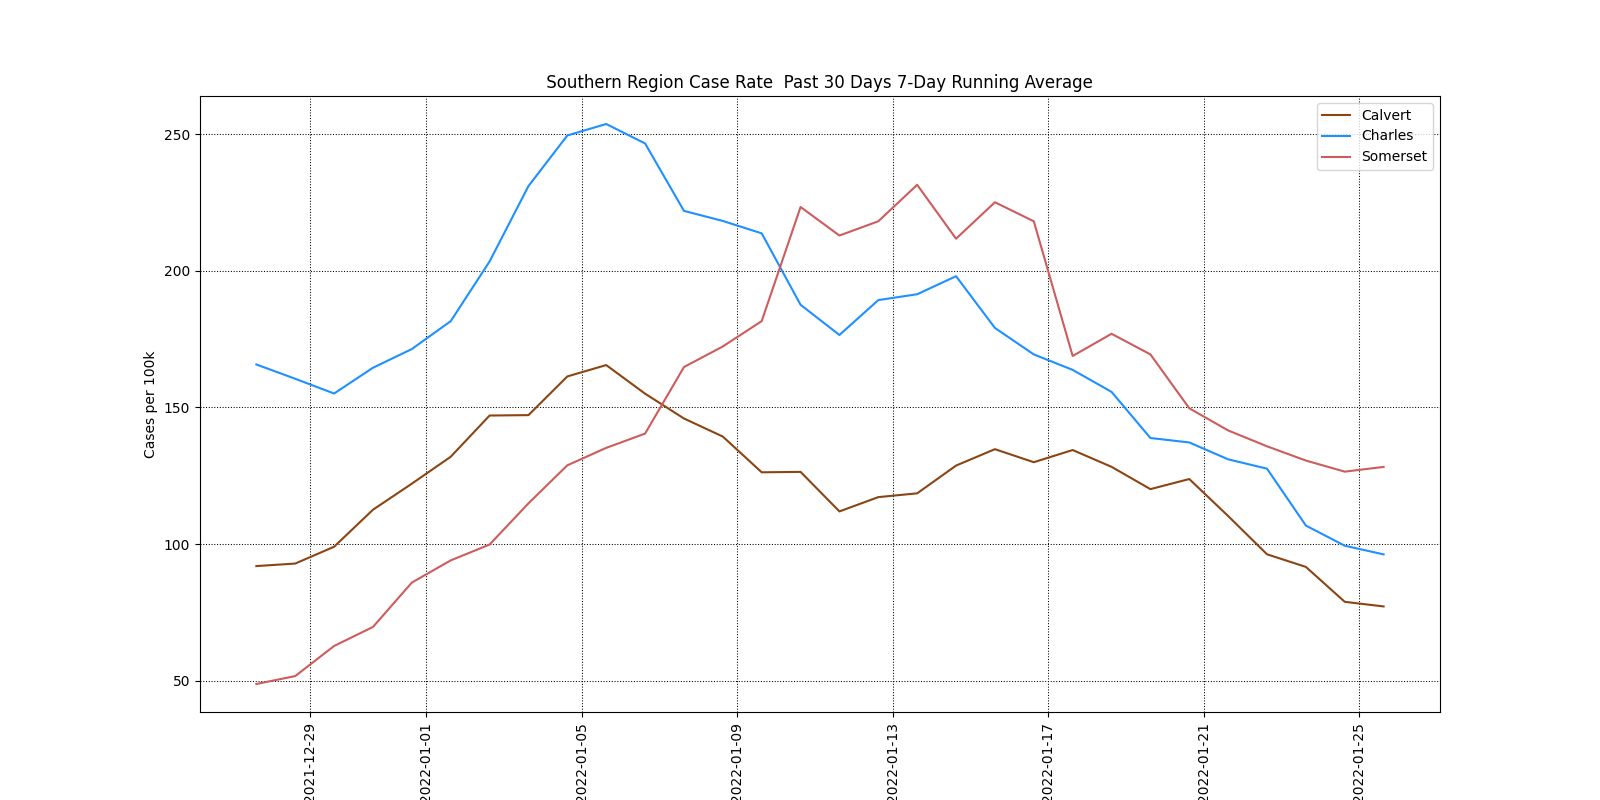 Southern Region Case Rate  Past 30 Days 7-Day Running Average
Calvert
Charles
Somerset
250
200
150
100
50
Cases per 100k
2021-12-29
2022-01-01
2022-01-05
2022-01-09
2022-01-13
2022-01-17
2022-01-21
2022-01-25